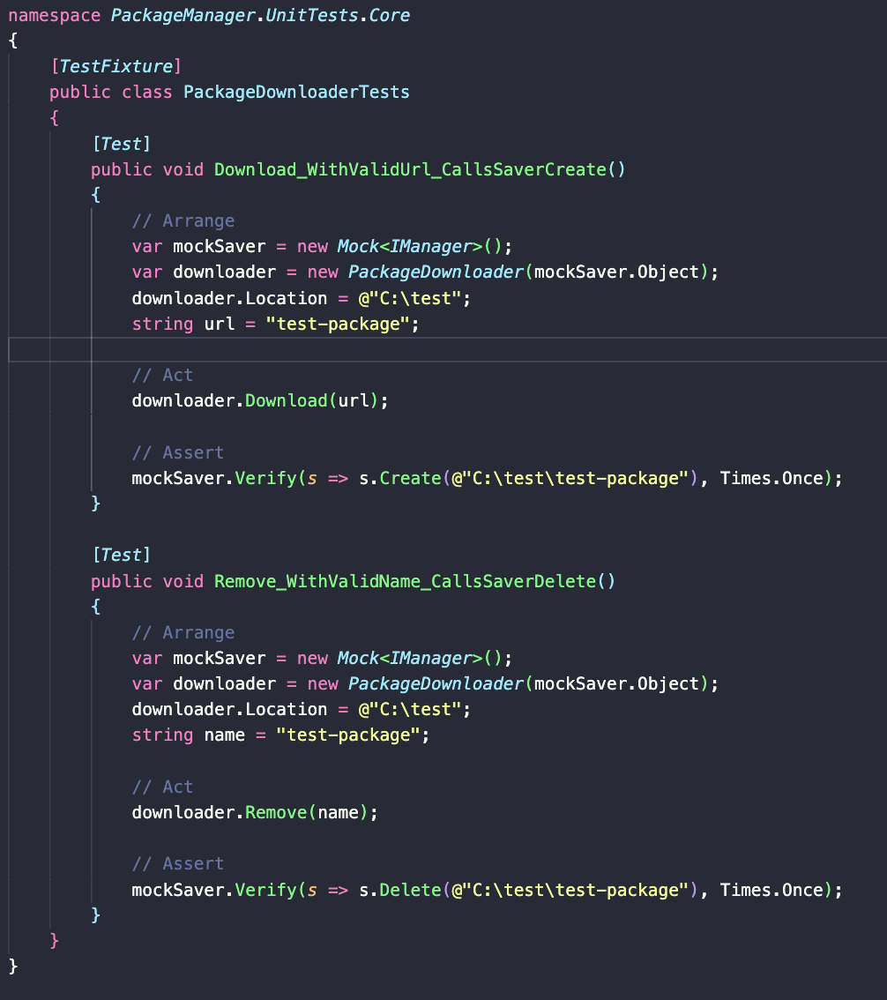 namespace PackageManager.UnitTests.Core
{
    [TestFixture]
    public class PackageDownloaderTests
    {
        [Test]
        public void Download_WithValidUrl_CallsSaverCreate()
        {
            // Arrange
            var mockSaver = new Mock<IManager>();
            var downloader = new PackageDownloader(mockSaver.Object);
            downloader.Location = @"C:\test";
            string url = "test-package";

            // Act
            downloader.Download(url);

            // Assert
            mockSaver.Verify(s => s.Create(@"C:\test\test-package"), Times.Once);
        }

        [Test]
        public void Remove_WithValidName_CallsSaverDelete()
        {
            // Arrange
            var mockSaver = new Mock<IManager>();
            var downloader = new PackageDownloader(mockSaver.Object);
            downloader.Location = @"C:\test";
            string name = "test-package";

            // Act
            downloader.Remove(name);

            // Assert
            mockSaver.Verify(s => s.Delete(@"C:\test\test-package"), Times.Once);
        }
    }
}